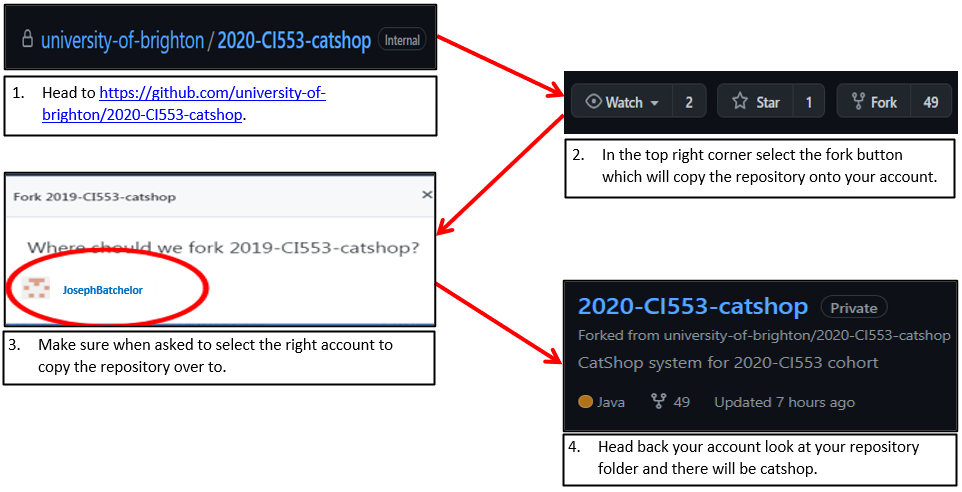 university-of-brighton / 2020-CI553-catshop Internal
1. Head to https://github.com/university-of-
brighton/2020-CI553-catshop.
Watch 2 Star 1 Fork 49
2. In the top right corner select the fork button
which will copy the repository onto your account.
Fork 2019-CI553-catshop ×
Where should we fork 2019-CI553-catshop?
JosephBatchelor
3. Make sure when asked to select the right account to
copy the repository over to.
2020-CI553-catshop Private
Forked from university-of-brighton/2020-CI553-catshop
CatShop system for 2020-CI553 cohort
Java 49 Updated 7 hours ago
4. Head back your account look at your repository
folder and there will be catshop.